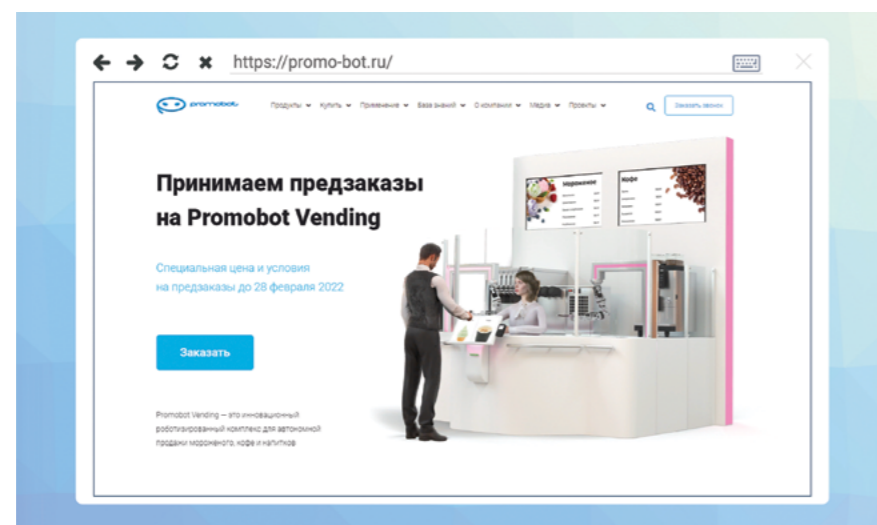 https://promo-bot.ru/
promobot
Продукты Купить Применение База знаний О компании Медиа Проекты
Заказать звонок
Принимаем предзаказы
на Promobot Vending
Мороженое
Кофе
Специальная цена и условия
на предзаказы до 28 февраля 2022
Заказать
Promobot Vending — это инновационный
роботизированный комплекс для автономной
продажи мороженого, кофе и напитков